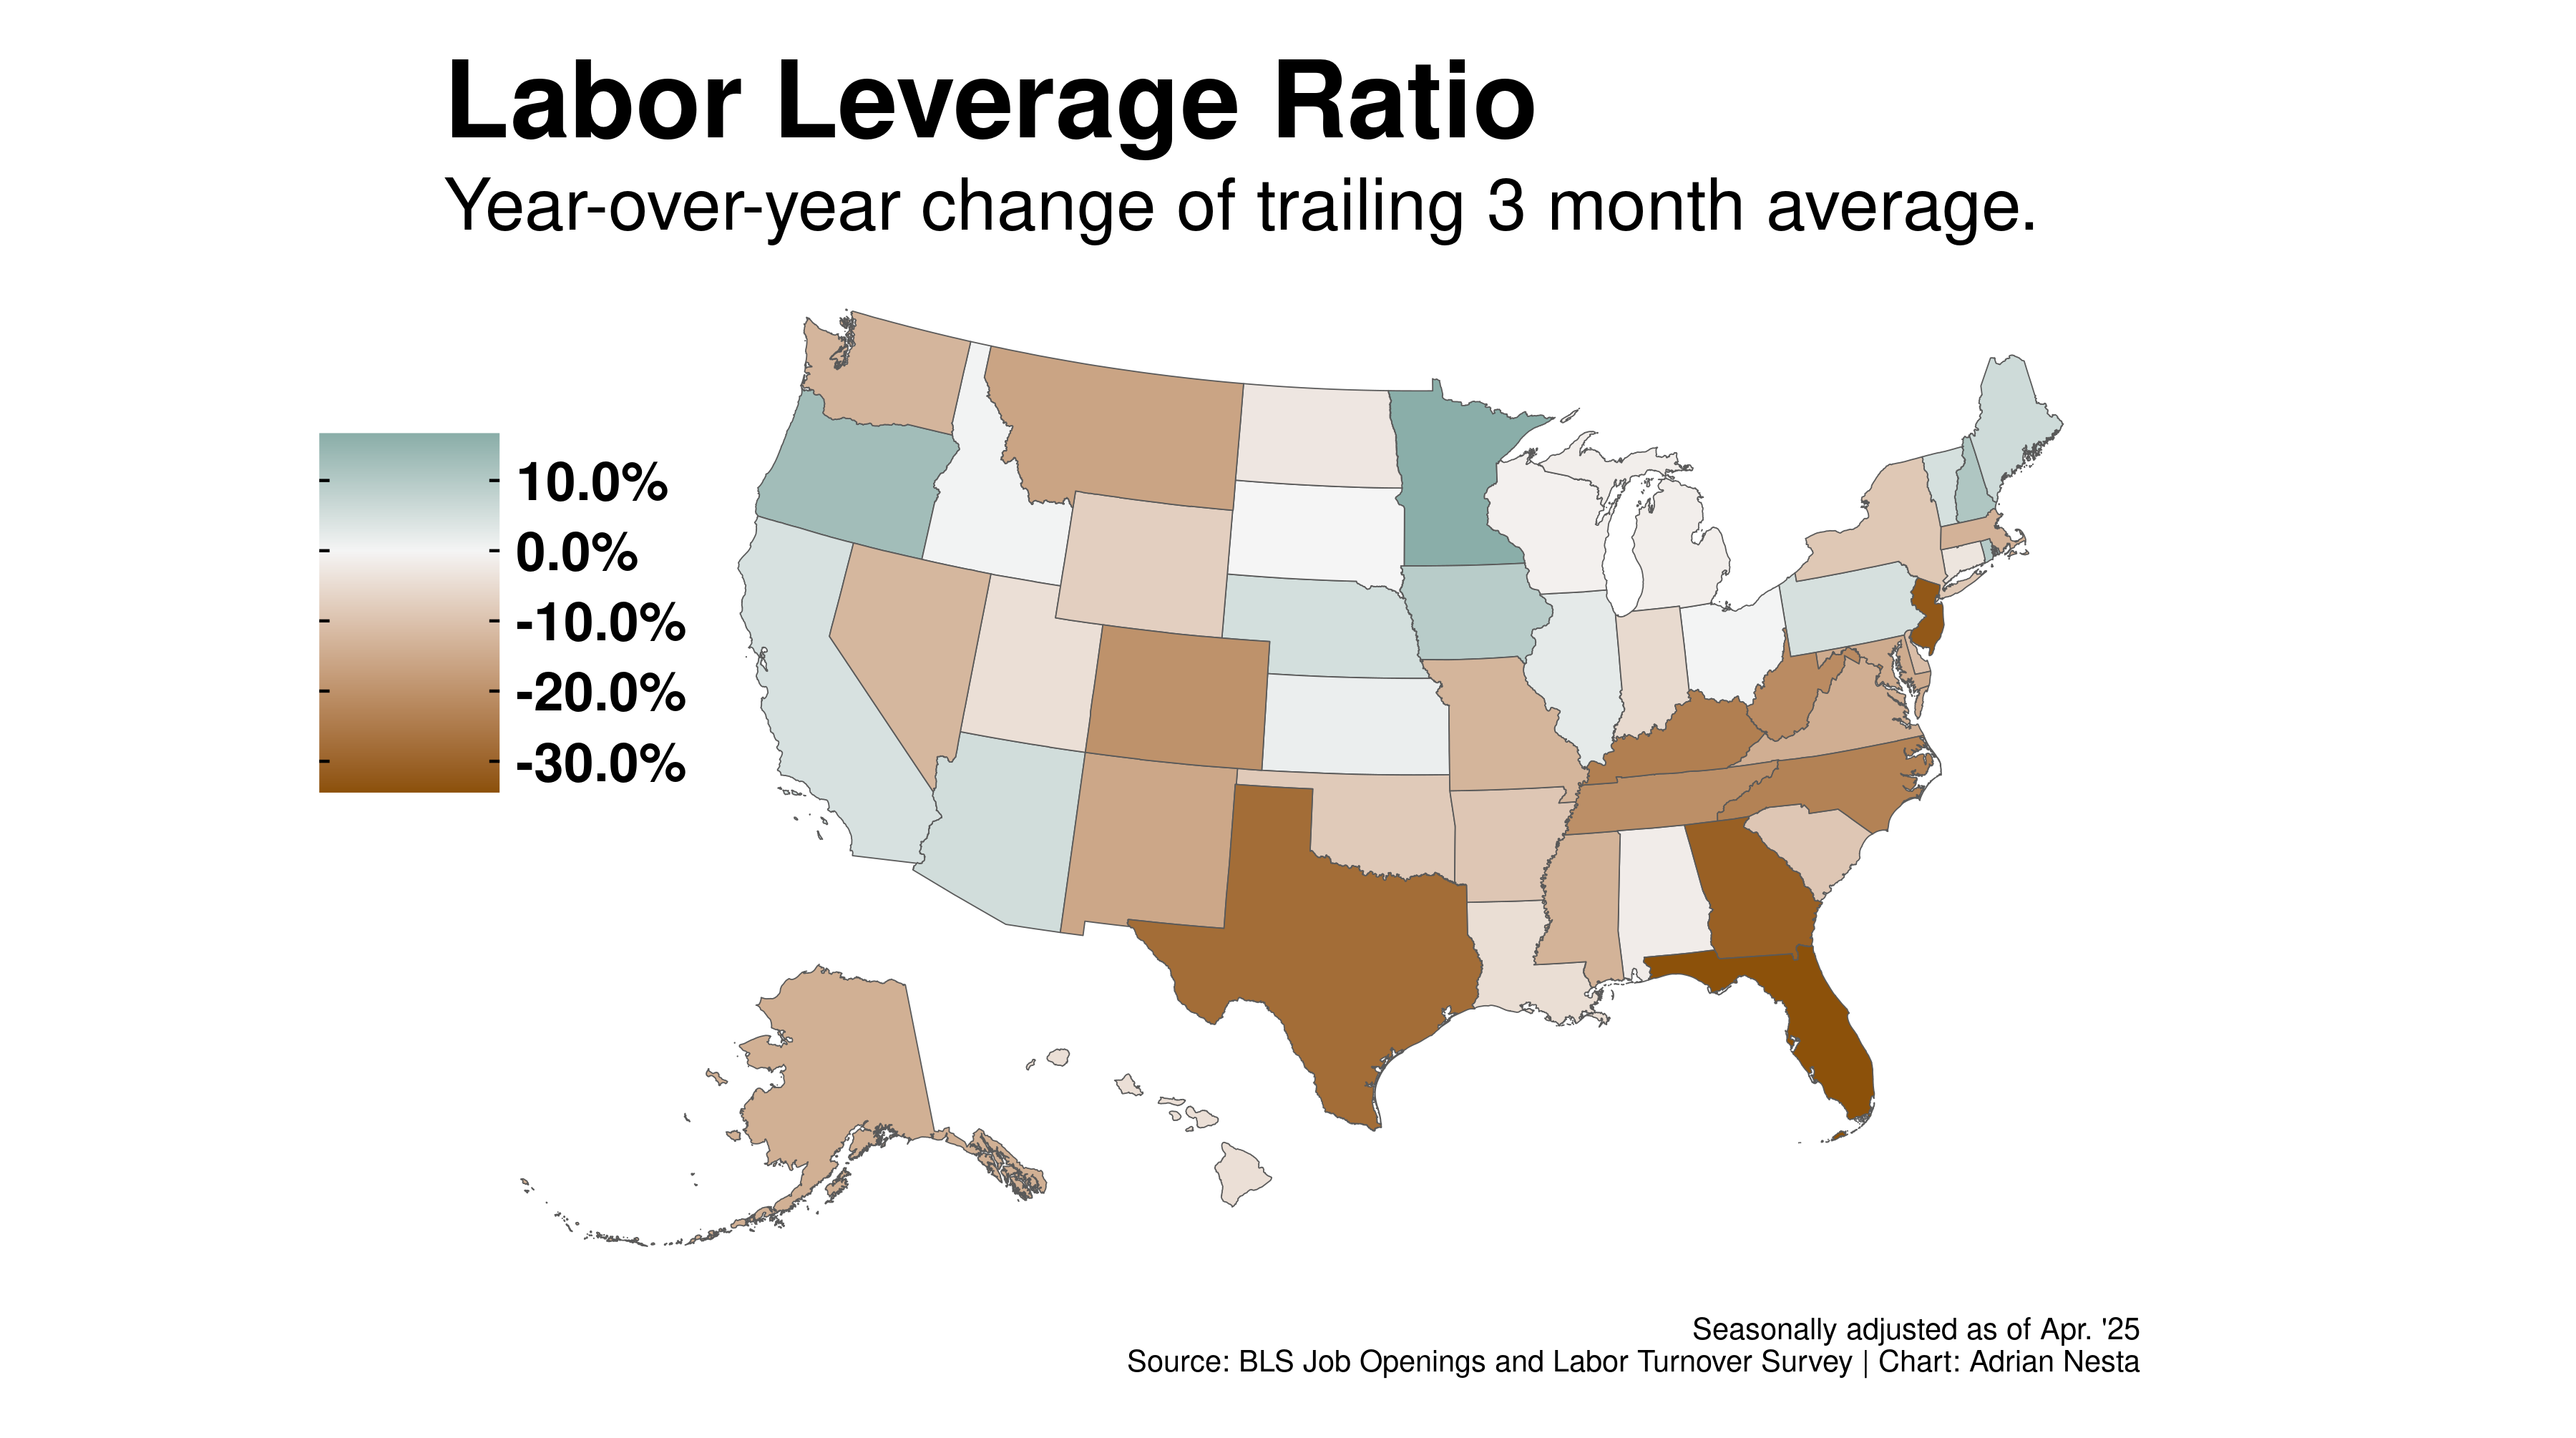 Labor Leverage Ratio
Year-over-year change of trailing 3 month average.
10.0%
0.0%
-10.0%
-20.0%
-30.0%
Seasonally adjusted as of Apr. '25
Source: BLS Job Openings and Labor Turnover Survey | Chart: Adrian Nesta